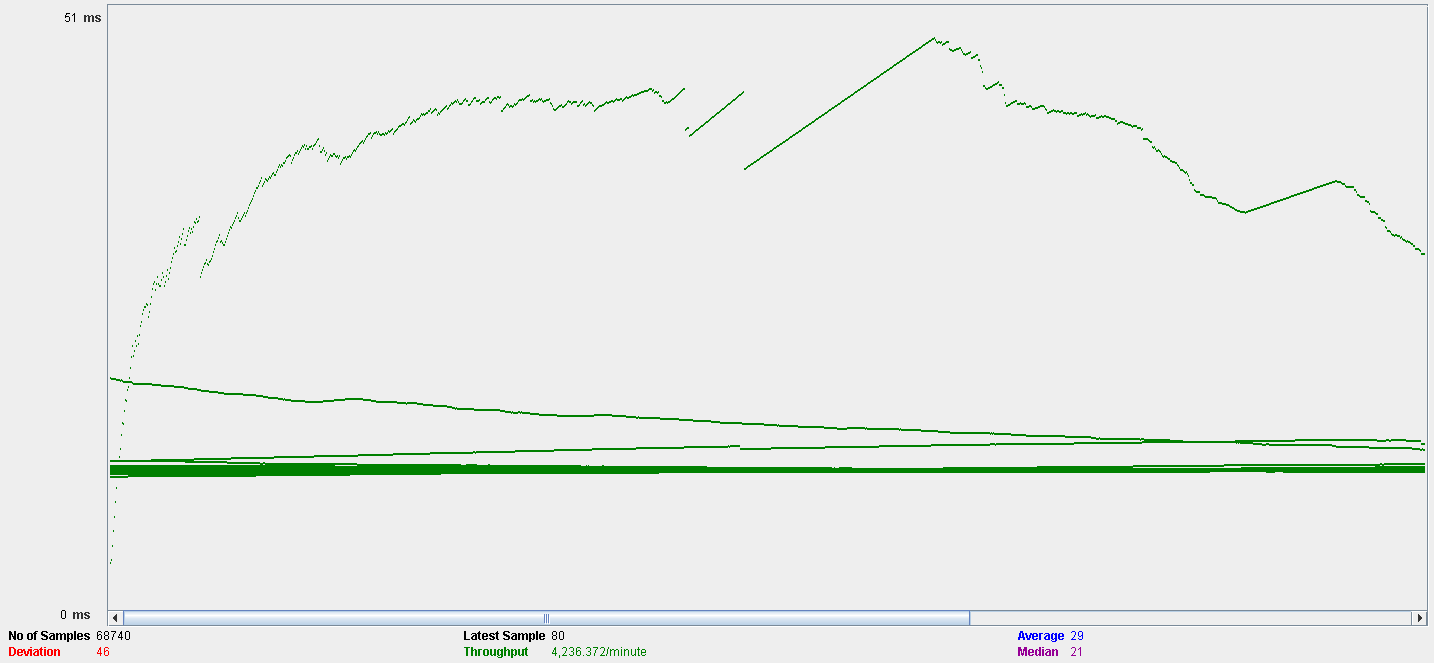 51 ms
0 ms
No of Samples 68740 Latest Sample 80 Average 29
Deviation 46 Throughput 4,236.372/minute Median 21